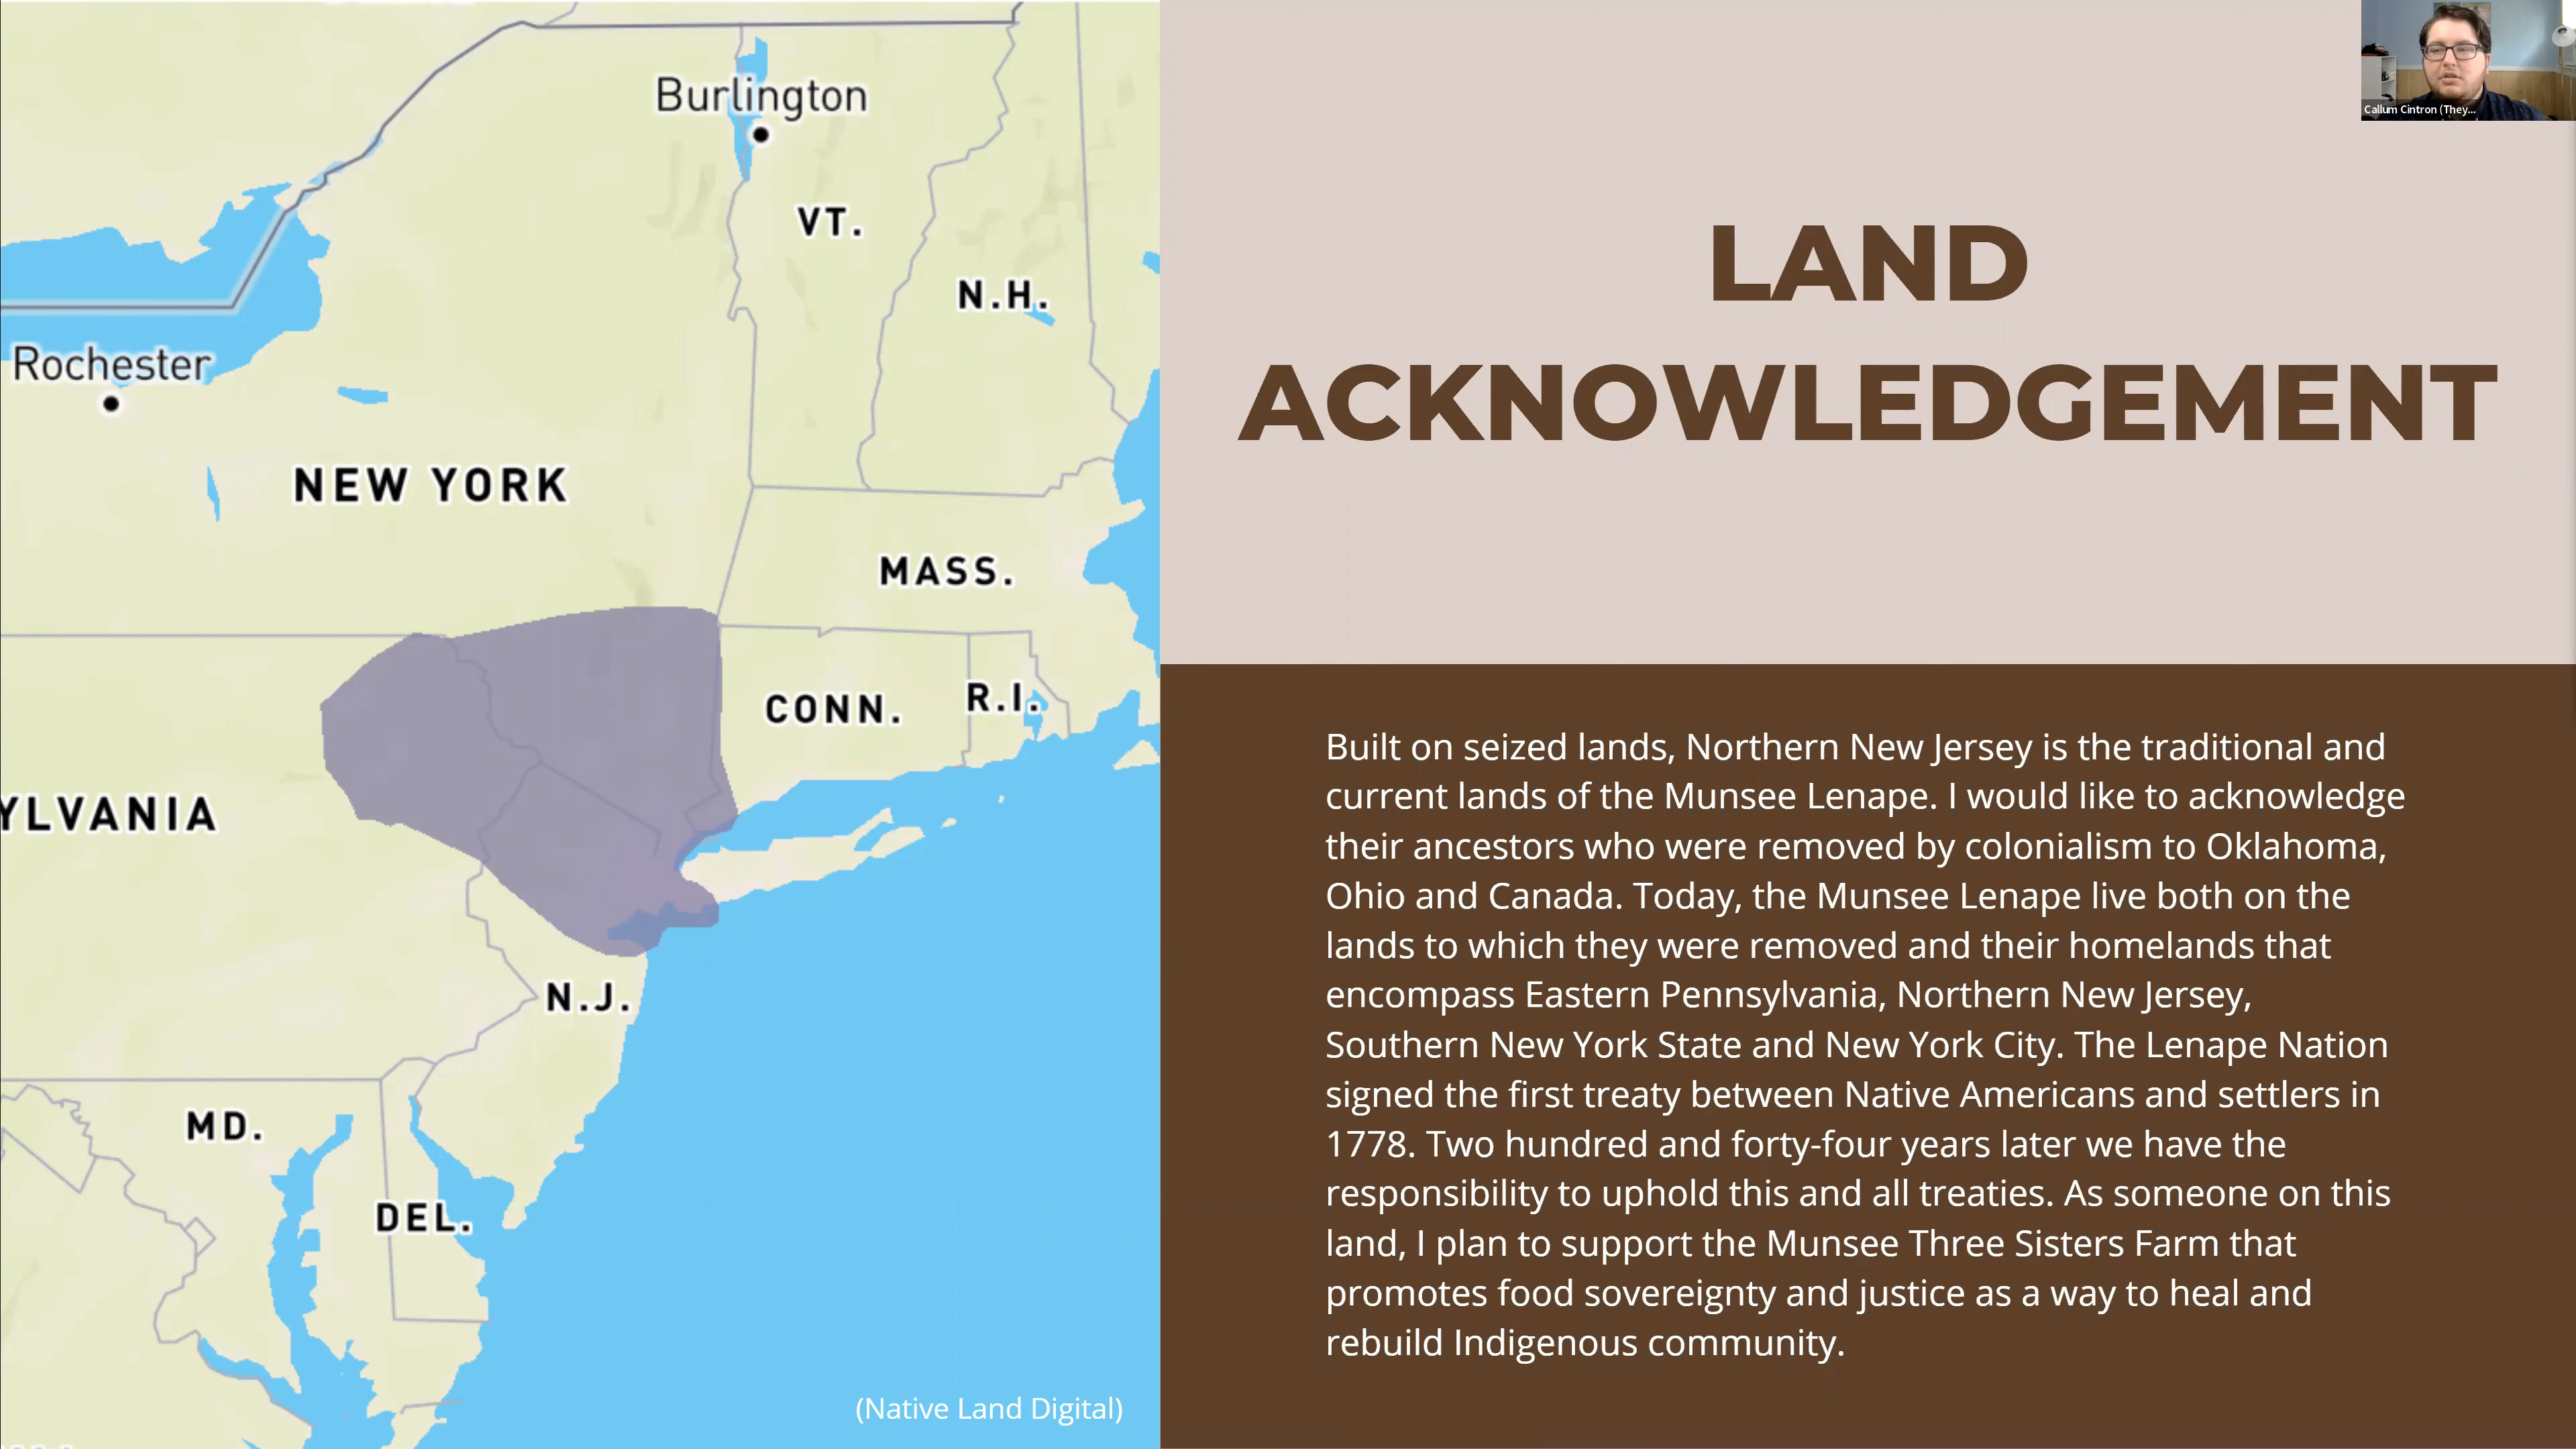 Burlington
VT.
N.H.
Rochester
NEW YORK
MASS.
CONN.
R.I.
YLVANIA
N.J.
MD.
DEL.
(Native Land Digital)
Callum Cintron (They...
LAND
ACKNOWLEDGEMENT
Built on seized lands, Northern New Jersey is the traditional and
current lands of the Munsee Lenape. I would like to acknowledge
their ancestors who were removed by colonialism to Oklahoma,
Ohio and Canada. Today, the Munsee Lenape live both on the
lands to which they were removed and their homelands that
encompass Eastern Pennsylvania, Northern New Jersey,
Southern New York State and New York City. The Lenape Nation
signed the first treaty between Native Americans and settlers in
1778. Two hundred and forty-four years later we have the
responsibility to uphold this and all treaties. As someone on this
land, I plan to support the Munsee Three Sisters Farm that
promotes food sovereignty and justice as a way to heal and
rebuild Indigenous community.